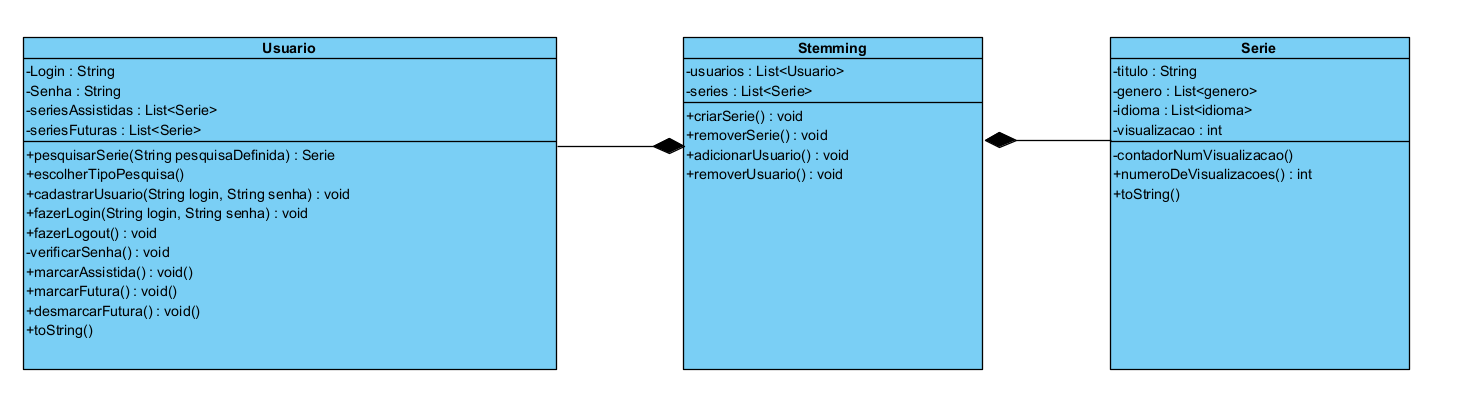 Usuario
-Login : String
-Senha : String
-seriesAssistidas : List<Serie>
-seriesFuturas : List<Serie>
+pesquisarSerie(String pesquisaDefinida) : Serie
+escolherTipoPesquisa()
+cadastrarUsuario(String login, String senha) : void
+fazerLogin(String login, String senha) : void
+fazerLogout() : void
-verificarSenha() : void
+marcarAssistida() : void()
+marcarFutura() : void()
+desmarcarFutura() : void()
+toString()
Stemming
-usuarios : List<Usuario>
-series : List<Serie>
+criarSerie() : void
+removerSerie() : void
+adicionarUsuario() : void
+removerUsuario() : void
Serie
-titulo : String
-genero : List<genero>
-idioma : List<idioma>
-visualizacao : int
-contadorNumVisualizacao()
+numeroDeVisualizacoes() : int
+toString()